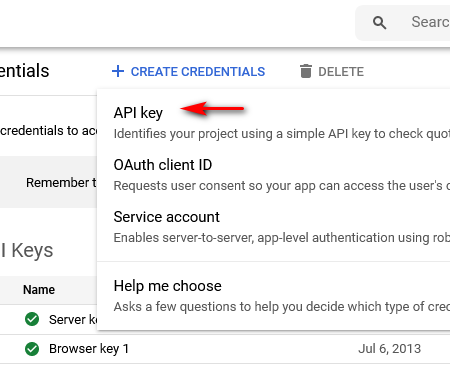 Searc
entials
CREATE CREDENTIALS
DELETE
API key
Identifies your project using a simple API key to check quot
credentials to acc
OAuth client ID
Requests user consent so your app can access the user's d
Remember t
Service account
Enables server-to-server, app-level authentication using rob
I Keys
Help me choose
Name
Asks a few questions to help you decide which type of cred
Server ke
Browser key 1
Jul 6, 2013